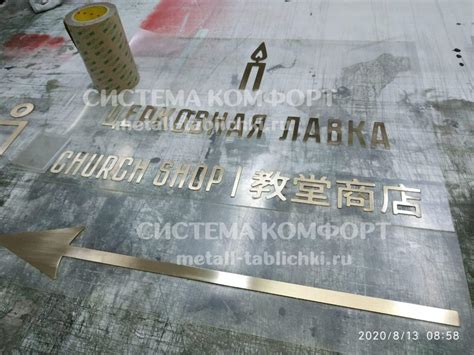 СИСТЕМА КОМФОРТ
metall-tablichki.ru
ЦЕРКОВНАЯ ЛАВКА
CHURCH SHOP | 教堂商店
СИСТЕМА КОМФОРТ
metall-tablichki.ru
2020/8/13 08:58